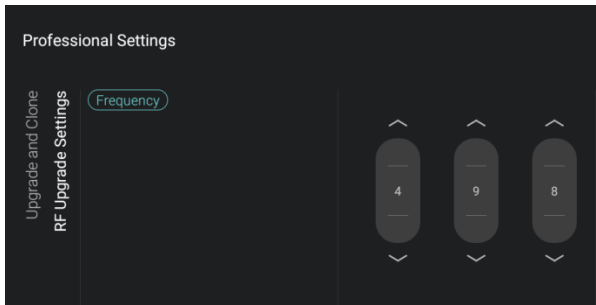 Professional Settings
Upgrade and Clone
RF Upgrade Settings
Frequency
4 9 8